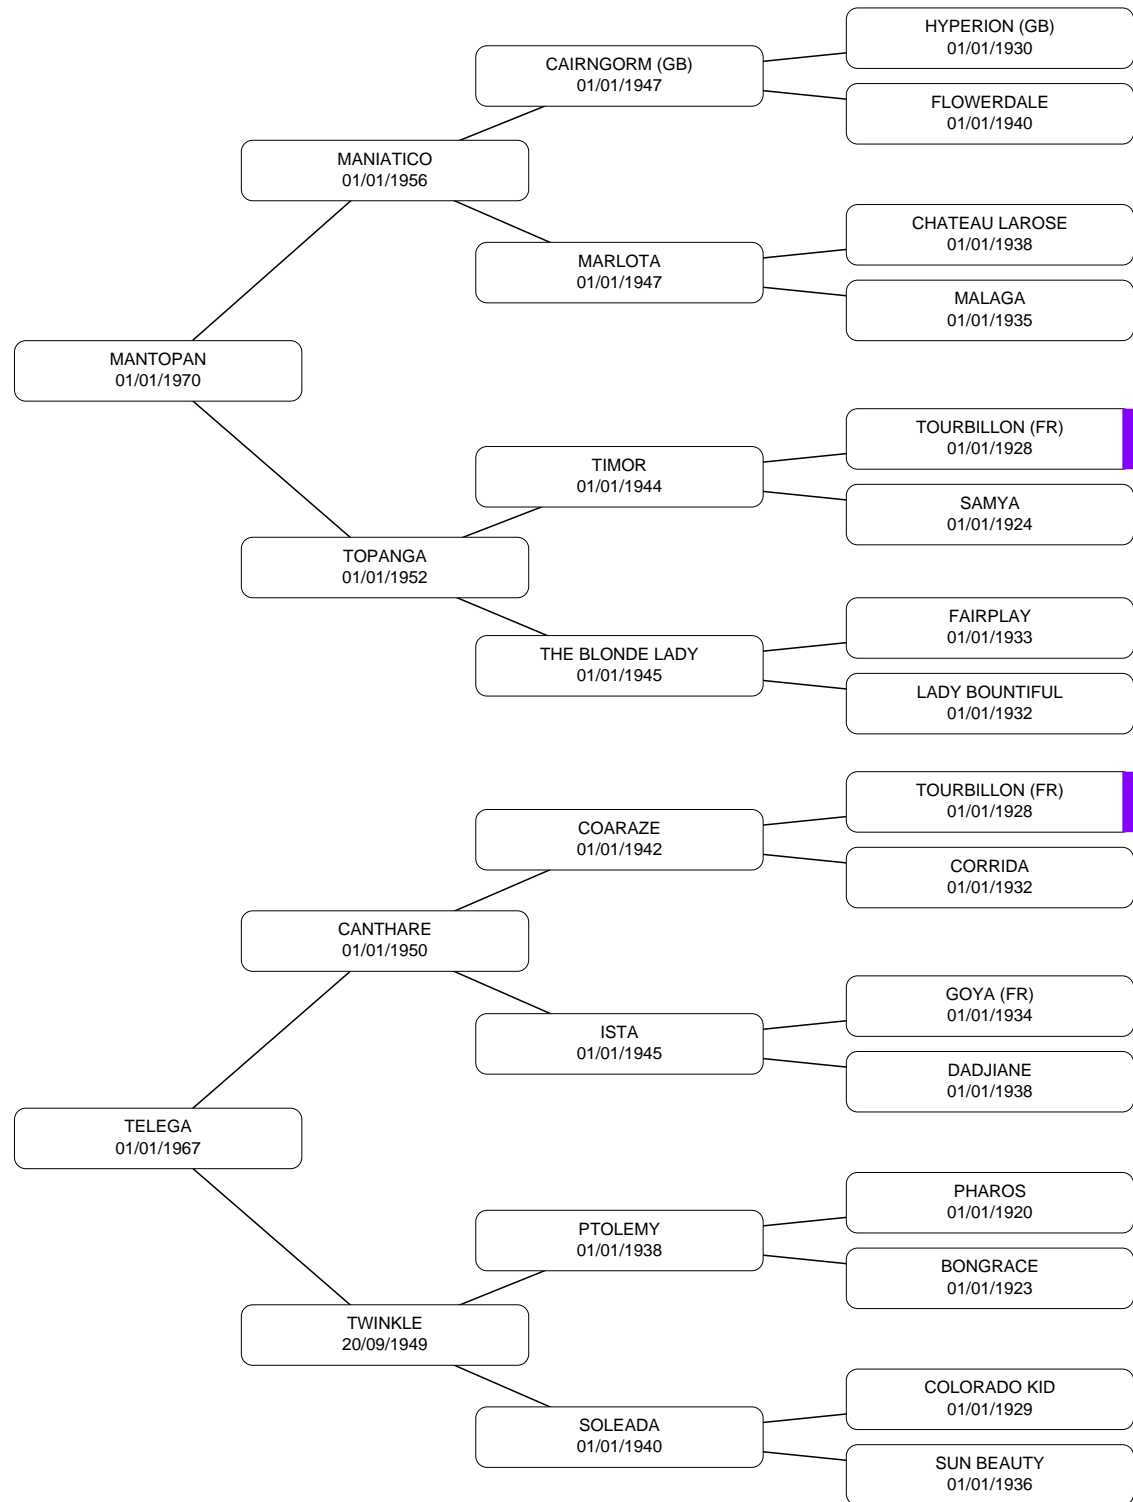 HYPERION (GB)
01/01/1930
CAIRNGORM (GB)
01/01/1947
FLOWERDALE
01/01/1940
MANIATICO
01/01/1956
CHATEAU LAROSE
01/01/1938
MARLOTA
01/01/1947
MALAGA
01/01/1935
MANTOPAN
01/01/1970
TOURBILLON (FR)
01/01/1928
TIMOR
01/01/1944
SAMYA
01/01/1924
TOPANGA
01/01/1952
FAIRPLAY
01/01/1933
THE BLONDE LADY
01/01/1945
LADY BOUNTIFUL
01/01/1932
TOURBILLON (FR)
01/01/1928
COARAZE
01/01/1942
CORRIDA
01/01/1932
CANTHARE
01/01/1950
GOYA (FR)
01/01/1934
ISTA
01/01/1945
DADJIANE
01/01/1938
TELEGA
01/01/1967
PHAROS
01/01/1920
PTOLEMY
01/01/1938
BONGRACE
01/01/1923
TWINKLE
20/09/1949
COLORADO KID
01/01/1929
SOLEADA
01/01/1940
SUN BEAUTY
01/01/1936